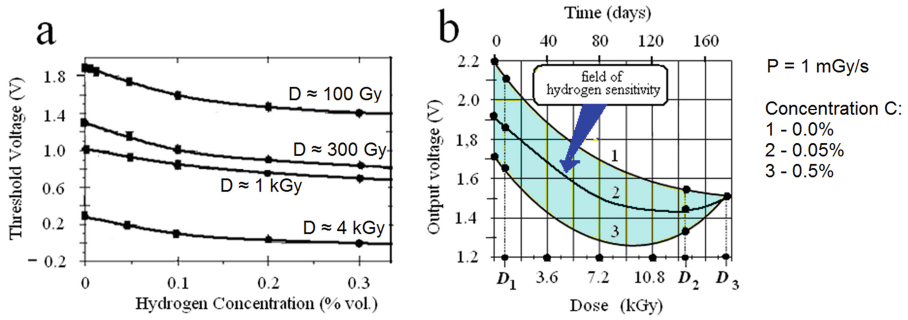 a
Threshold Voltage (V)
1.8
1.4
1.0
0.6
0.2
− 0.2
D ≈ 100 Gy
D ≈ 300 Gy
D ≈ 1 kGy
D ≈ 4 kGy
0 0.1 0.2 0.3
Hydrogen Concentration (% vol.)
b
Time (days)
0 40 80 120 160
Output voltage (V)
2.2
2.0
1.8
1.6
1.4
1.2
field of
hydrogen sensitivity
1
2
3
D1 3.6 7.2 10.8 D2 D3
Dose (kGy)
P = 1 mGy/s
Concentration C:
1 - 0.0%
2 - 0.05%
3 - 0.5%